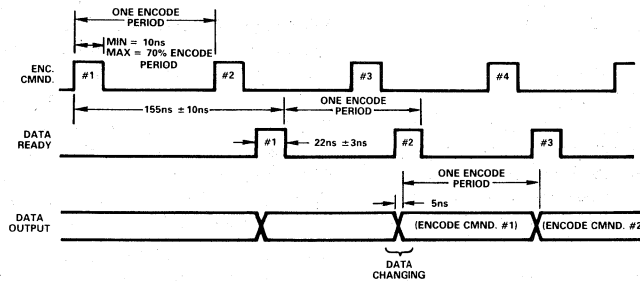 ONE ENCODE
PERIOD
MIN = 10ns
MAX = 70% ENCODE
PERIOD
ENC.
CMND.
#1
#2
#3
#4
155ns ±10ns
ONE ENCODE
PERIOD
DATA
READY
#1
22ns ±3ns
#2
#3
ONE ENCODE
PERIOD
5ns
DATA
OUTPUT
(ENCODE CMND. #1)
(ENCODE CMND. #2
DATA
CHANGING